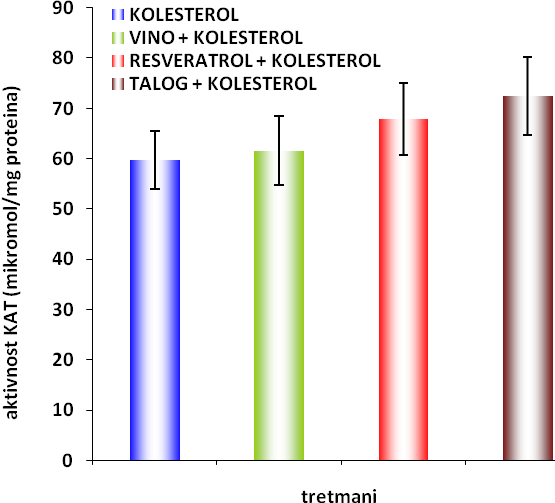 KOLESTEROL
VINO + KOLESTEROL
RESVERATROL + KOLESTEROL
TALOG + KOLESTEROL
aktivnost KAT (mikromol/mg proteina)
90
80
70
60
50
40
30
20
10
0
tretmani